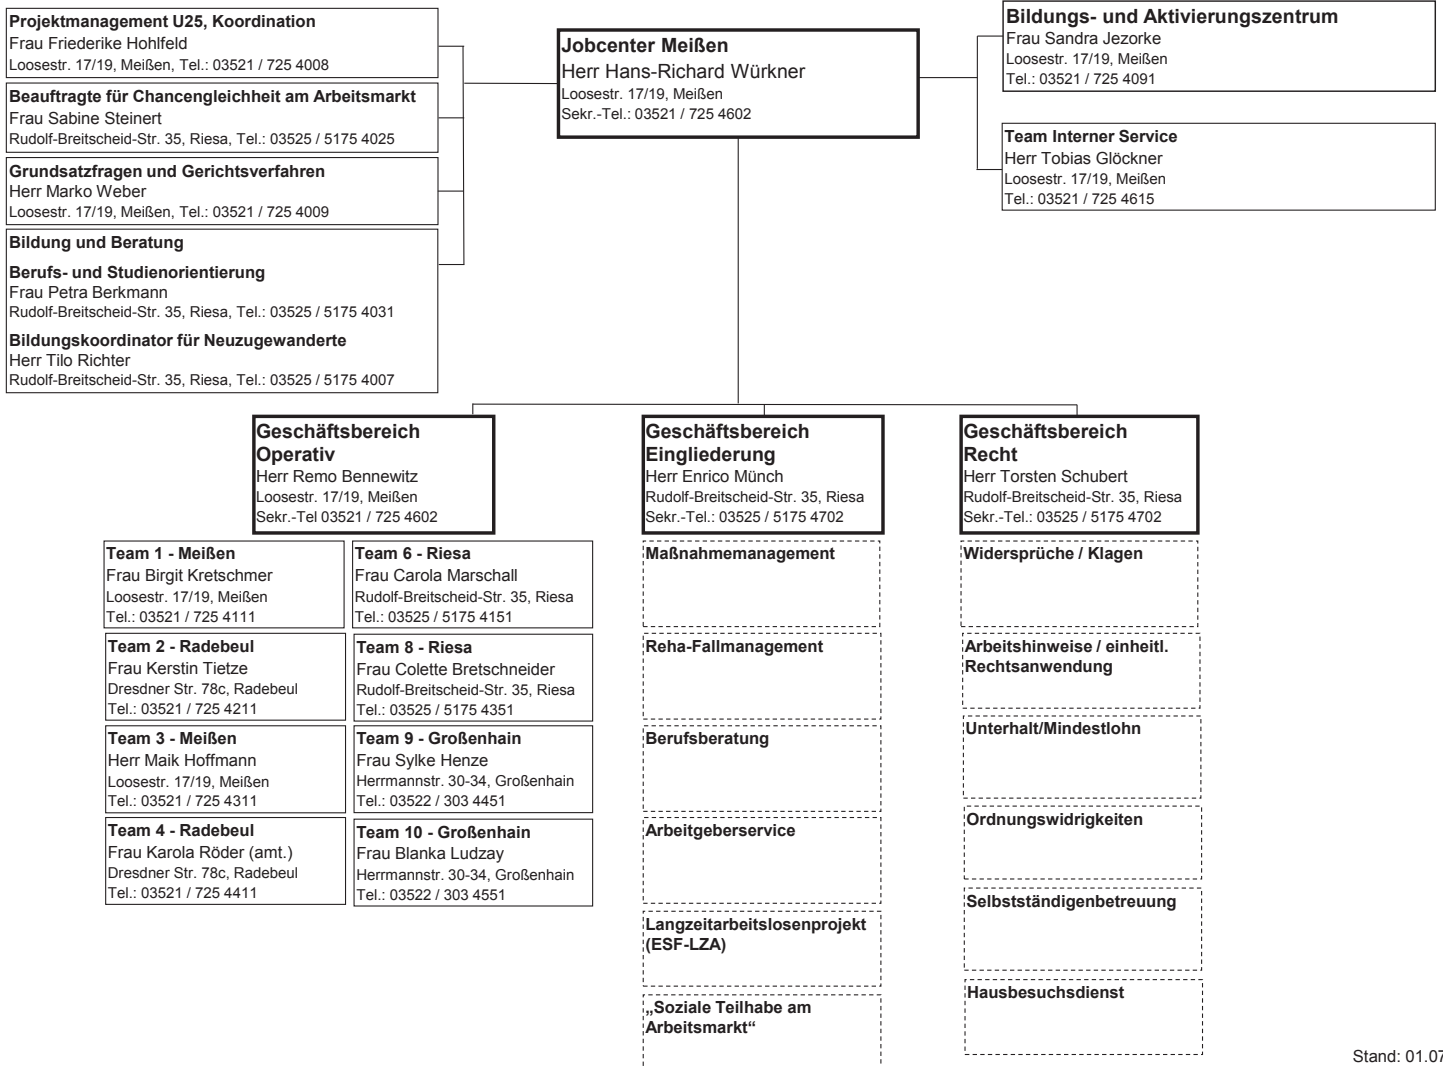 Projektmanagement U25, Koordination
Frau Friederike Hohlfeld
Loosestr. 17/19, Meißen, Tel.: 03521 / 725 4008
Beauftragte für Chancengleichheit am Arbeitsmarkt
Frau Sabine Steinert
Rudolf-Breitscheid-Str. 35, Riesa, Tel.: 03525 / 5175 4025
Grundsatzfragen und Gerichtsverfahren
Herr Marko Weber
Loosestr. 17/19, Meißen, Tel.: 03521 / 725 4009
Bildung und Beratung
Berufs- und Studienorientierung
Frau Petra Berkmann
Rudolf-Breitscheid-Str. 35, Riesa, Tel.: 03525 / 5175 4031
Bildungskoordinator für Neuzugewanderte
Herr Tilo Richter
Rudolf-Breitscheid-Str. 35, Riesa, Tel.: 03525 / 5175 4007
Jobcenter Meißen
Herr Hans-Richard Würkner
Loosestr. 17/19, Meißen
Sekr.-Tel.: 03521 / 725 4602
Bildungs- und Aktivierungszentrum
Frau Sandra Jezorke
Loosestr. 17/19, Meißen
Tel.: 03521 / 725 4091
Team Interner Service
Herr Tobias Glöckner
Loosestr. 17/19, Meißen
Tel.: 03521 / 725 4615
Geschäftsbereich
Operativ
Herr Remo Bennewitz
Loosestr. 17/19, Meißen
Sekr.-Tel 03521 / 725 4602
Team 1 - Meißen
Frau Birgit Kretschmer
Loosestr. 17/19, Meißen
Tel.: 03521 / 725 4111
Team 2 - Radebeul
Frau Kerstin Tietze
Dresdner Str. 78c, Radebeul
Tel.: 03521 / 725 4211
Team 3 - Meißen
Herr Maik Hoffmann
Loosestr. 17/19, Meißen
Tel.: 03521 / 725 4311
Team 4 - Radebeul
Frau Karola Röder (amt.)
Dresdner Str. 78c, Radebeul
Tel.: 03521 / 725 4411
Team 6 - Riesa
Frau Carola Marschall
Rudolf-Breitscheid-Str. 35, Riesa
Tel.: 03525 / 5175 4151
Team 8 - Riesa
Frau Colette Bretschneider
Rudolf-Breitscheid-Str. 35, Riesa
Tel.: 03525 / 5175 4351
Team 9 - Großenhain
Frau Sylke Henze
Herrmannstr. 30-34, Großenhain
Tel.: 03522 / 303 4451
Team 10 - Großenhain
Frau Blanka Ludzay
Herrmannstr. 30-34, Großenhain
Tel.: 03522 / 303 4551
Geschäftsbereich
Eingliederung
Herr Enrico Münch
Rudolf-Breitscheid-Str. 35, Riesa
Sekr.-Tel.: 03525 / 5175 4702
Maßnahmemanagement
Reha-Fallmanagement
Berufsberatung
Arbeitgeberservice
Langzeitarbeitslosenprojekt
(ESF-LZA)
„Soziale Teilhabe am
Arbeitsmarkt“
Geschäftsbereich
Recht
Herr Torsten Schubert
Rudolf-Breitscheid-Str. 35, Riesa
Sekr.-Tel.: 03525 / 5175 4702
Widersprüche / Klagen
Arbeitshinweise / einheitl.
Rechtsanwendung
Unterhalt/Mindestlohn
Ordnungswidrigkeiten
Selbstständigenbetreuung
Hausbesuchsdienst
Stand: 01.07